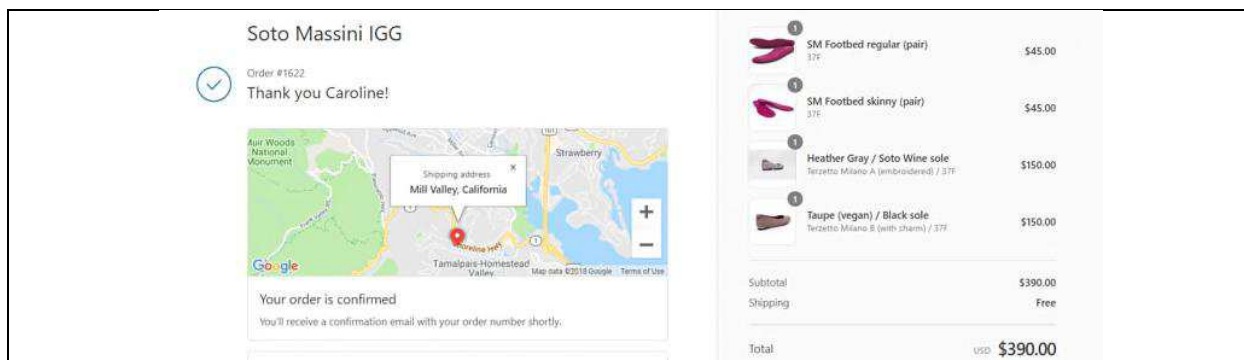 Soto Massini IGG
Order #1622
Thank you Caroline!
Muir Woods
National
Monument
Strawberry
Shipping address
×
Mill Valley, California
+
−
Shoreline Hwy
1
Tamalpais-Homestead
Valley
Google
Map data ©2018 Google
Terms of Use
Your order is confirmed
You'll receive a confirmation email with your order number shortly.
1
SM Footbed regular (pair)
37F
$45.00
1
SM Footbed skinny (pair)
37F
$45.00
1
Heather Gray / Soto Wine sole
Terzetto Milano A (embroidered) / 37F
$150.00
1
Taupe (vegan) / Black sole
Terzetto Milano B (with charm) / 37F
$150.00
Subtotal
$390.00
Shipping
Free
Total
USD $390.00